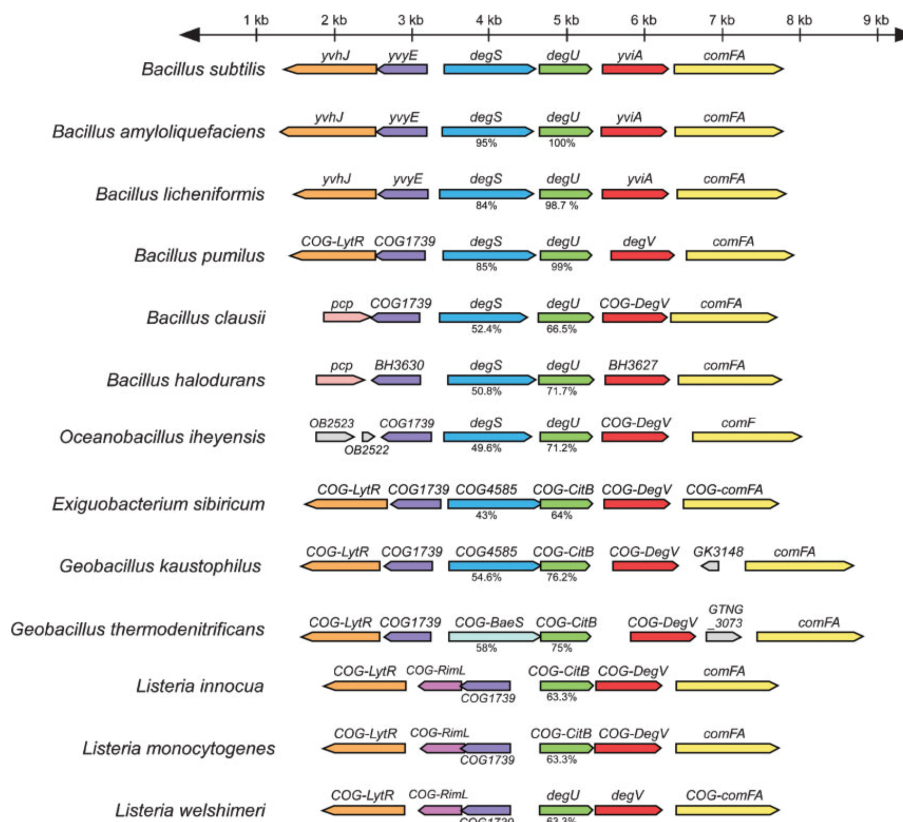 1 kb 2 kb 3 kb 4 kb 5 kb 6 kb 7 kb 8 kb 9 kb
yvhJ yvyE degS degU yviA comFA
Bacillus subtilis
yvhJ yvyE degS degU yviA comFA
Bacillus amyloliquefaciens
95% 100%
yvhJ yvyE degS degU yviA comFA
Bacillus licheniformis
84% 98.7 %
COG-LytR COG1739 degS degU degV comFA
Bacillus pumilus
85% 99%
pcp COG1739 degS degU COG-DegV comFA
Bacillus clausii
52.4% 66.5%
pcp BH3630 degS degU BH3627 comFA
Bacillus halodurans
50.8% 71.7%
OB2523 COG1739 degS degU COG-DegV comF
Oceanobacillus iheyensis
OB2522 49.6% 71.2%
COG-LytR COG1739 COG4585 COG-CitB COG-DegV COG-comFA
Exiguobacterium sibiricum
43% 64%
COG-LytR COG1739 COG4585 COG-CitB COG-DegV GK3148 comFA
Geobacillus kaustophilus
54.6% 76.2%
COG-LytR COG1739 COG-BaeS COG-CitB COG-DegV GTNG_3073 comFA
Geobacillus thermodenitrificans
58% 75%
COG-LytR COG-RimL COG-CitB COG-DegV comFA
Listeria innocua
COG1739 63.3%
COG-LytR COG-RimL COG-CitB COG-DegV comFA
Listeria monocytogenes
COG1739 63.3%
COG-LytR COG-RimL degU degV COG-comFA
Listeria welshimeri
COG1739 63.3%